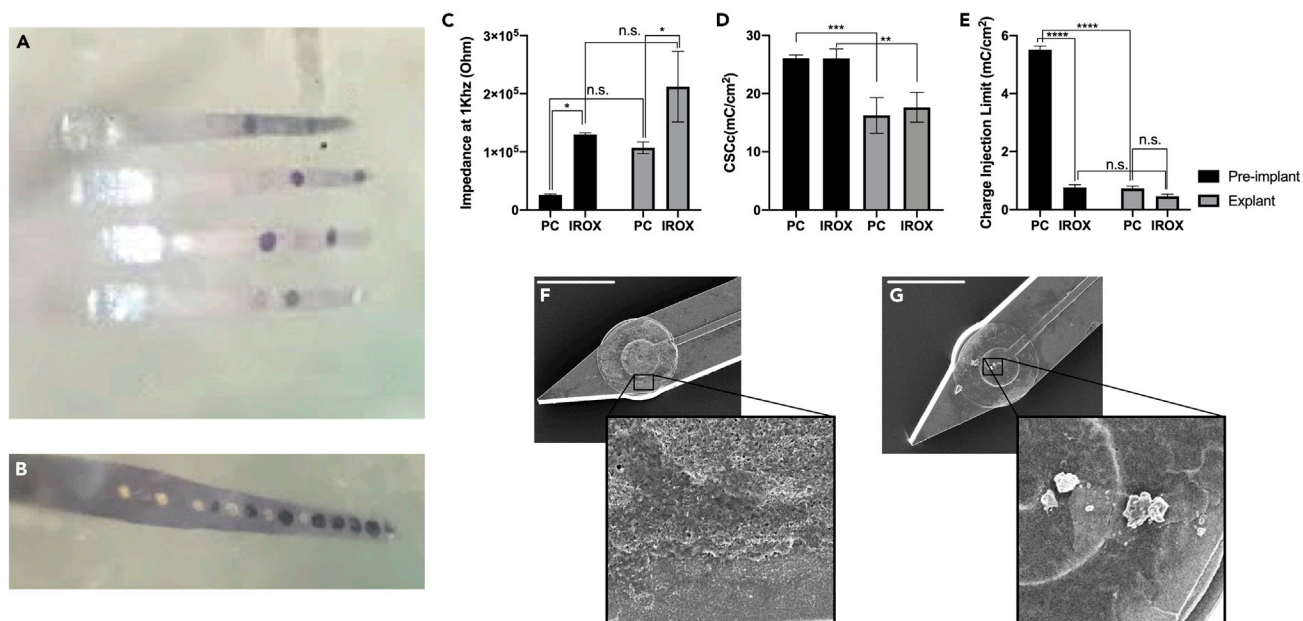 A
B
C
Impedance at 1Khz (Ohm)
3×10⁵
2×10⁵
1×10⁵
0
n.s.
*
n.s.
*
PC IROX PC IROX
D
CSCc(mC/cm²)
30
20
10
0
***
**
PC IROX PC IROX
E
Charge Injection Limit (mC/cm²)
6
4
2
0
****
****
n.s.
n.s.
PC IROX PC IROX
Pre-implant
Explant
F
G